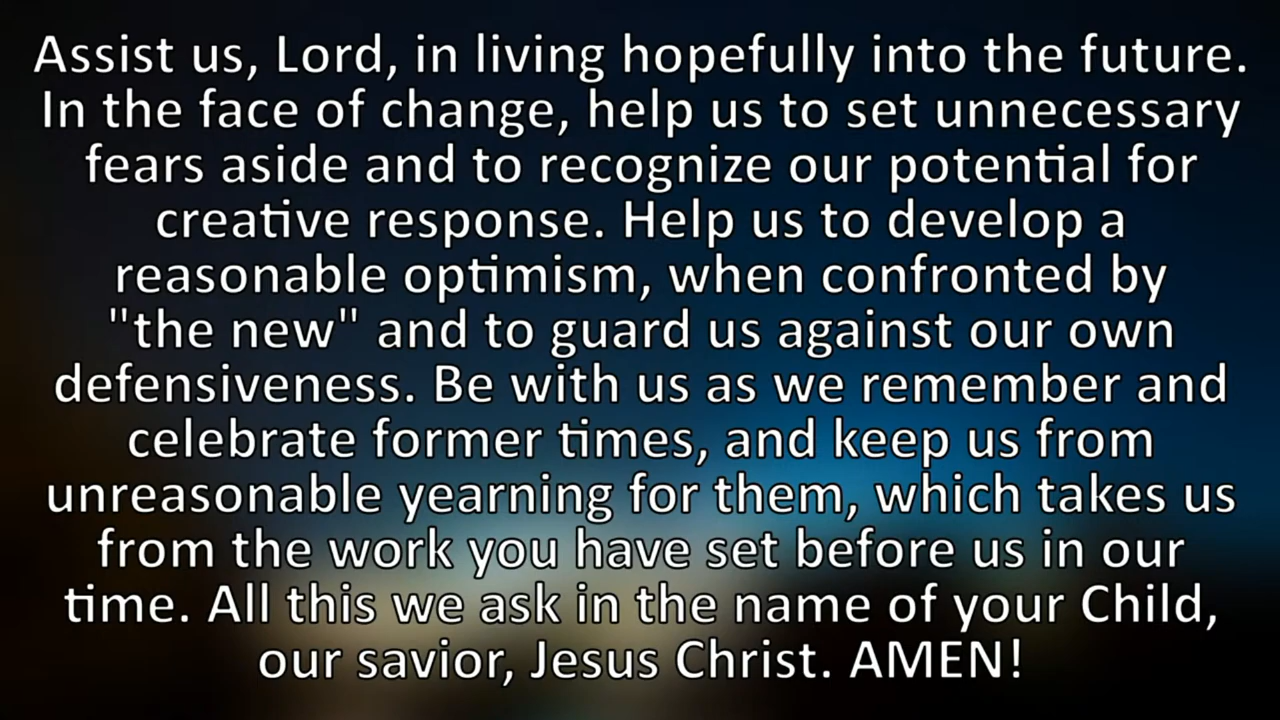 Assist us, Lord, in living hopefully into the future.
In the face of change, help us to set unnecessary
fears aside and to recognize our potential for
creative response. Help us to develop a
reasonable optimism, when confronted by
"the new" and to guard us against our own
defensiveness. Be with us as we remember and
celebrate former times, and keep us from
unreasonable yearning for them, which takes us
from the work you have set before us in our
time. All this we ask in the name of your Child,
our savior, Jesus Christ. AMEN!